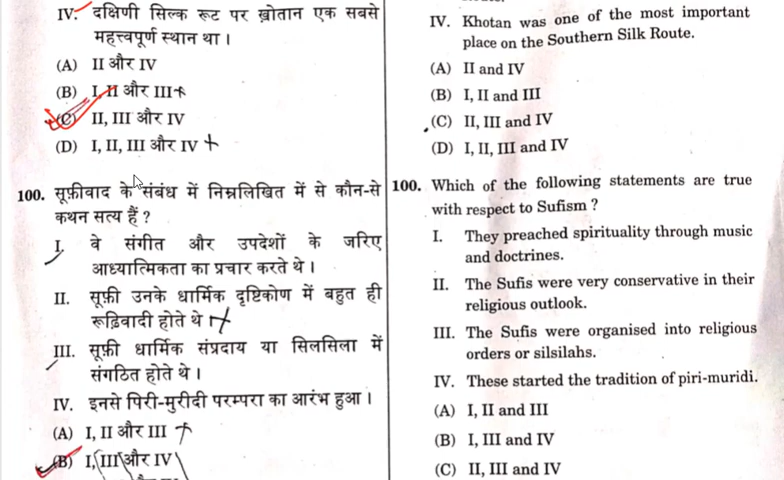 IV. दक्षिणी सिल्क रूट पर ख़ोतान एक सबसे
महत्त्वपूर्ण स्थान था।
(A) II और IV
(B) I, II और III
(C) II, III और IV
(D) I, II, III और IV
100. सूफ़ीवाद के संबंध में निम्नलिखित में से कौन-से
कथन सत्य हैं ?
I. वे संगीत और उपदेशों के जरिए
आध्यात्मिकता का प्रचार करते थे।
II. सूफ़ी उनके धार्मिक दृष्टिकोण में बहुत ही
रूढ़िवादी होते थे।
III. सूफ़ी धार्मिक संप्रदाय या सिलसिला में
संगठित होते थे।
IV. इनसे पिरी-मुरीदी परम्परा का आरंभ हुआ।
(A) I, II और III
(B) I, III और IV
IV. Khotan was one of the most important
place on the Southern Silk Route.
(A) II and IV
(B) I, II and III
(C) II, III and IV
(D) I, II, III and IV
100. Which of the following statements are true
with respect to Sufism ?
I. They preached spirituality through music
and doctrines.
II. The Sufis were very conservative in their
religious outlook.
III. The Sufis were organised into religious
orders or silsilahs.
IV. These started the tradition of piri-muridi.
(A) I, II and III
(B) I, III and IV
(C) II, III and IV